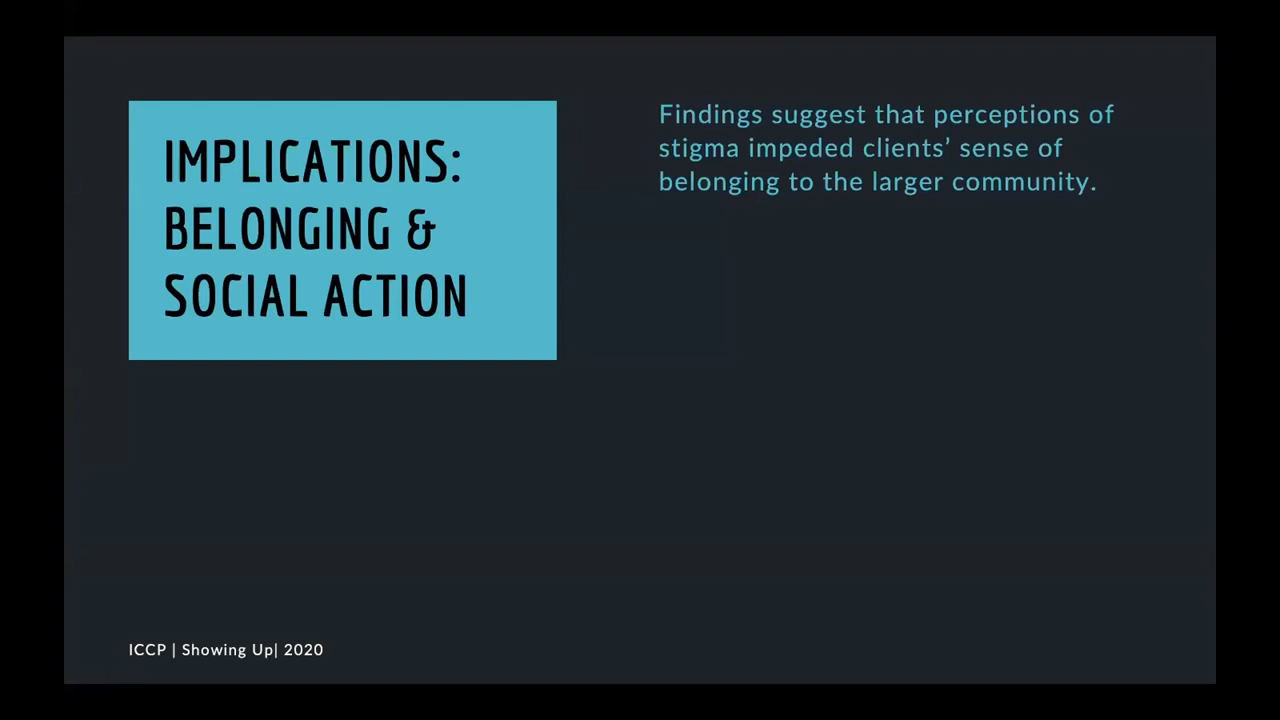 IMPLICATIONS:
BELONGING &
SOCIAL ACTION
Findings suggest that perceptions of
stigma impeded clients’ sense of
belonging to the larger community.
ICCP | Showing Up| 2020